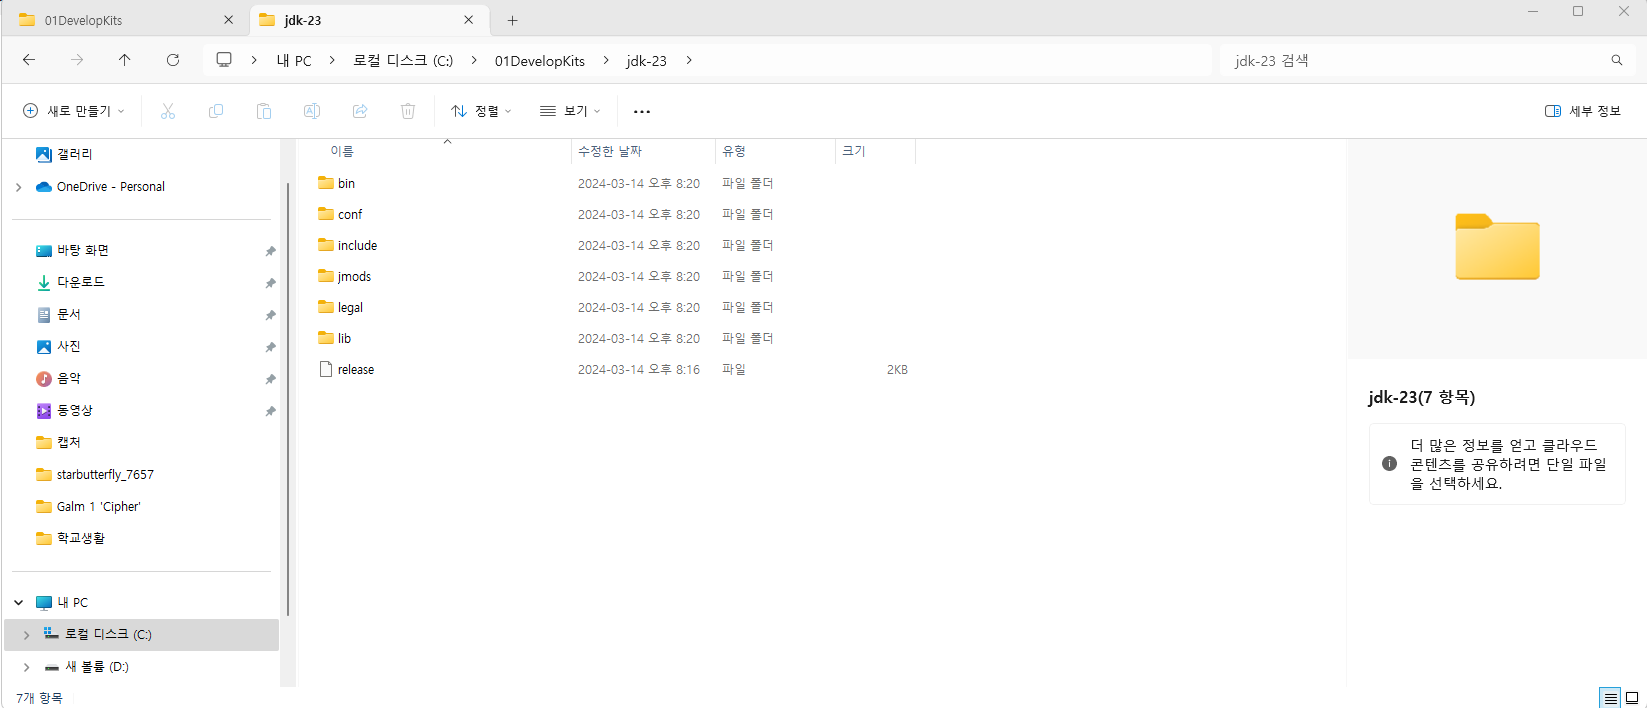 01DevelopKits
jdk-23
내 PC
로컬 디스크 (C:)
01DevelopKits
jdk-23
jdk-23 검색
새로 만들기
정렬
보기
세부 정보
갤러리
OneDrive - Personal
바탕 화면
다운로드
문서
사진
음악
동영상
캡처
starbutterfly_7657
Galm 1 'Cipher'
학교생활
내 PC
로컬 디스크 (C:)
새 볼륨 (D:)
이름 수정한 날짜 유형 크기
bin 2024-03-14 오후 8:20 파일 폴더
conf 2024-03-14 오후 8:20 파일 폴더
include 2024-03-14 오후 8:20 파일 폴더
jmods 2024-03-14 오후 8:20 파일 폴더
legal 2024-03-14 오후 8:20 파일 폴더
lib 2024-03-14 오후 8:20 파일 폴더
release 2024-03-14 오후 8:16 파일 2KB
jdk-23(7 항목)
더 많은 정보를 얻고 클라우드
콘텐츠를 공유하려면 단일 파일
을 선택하세요.
7개 항목